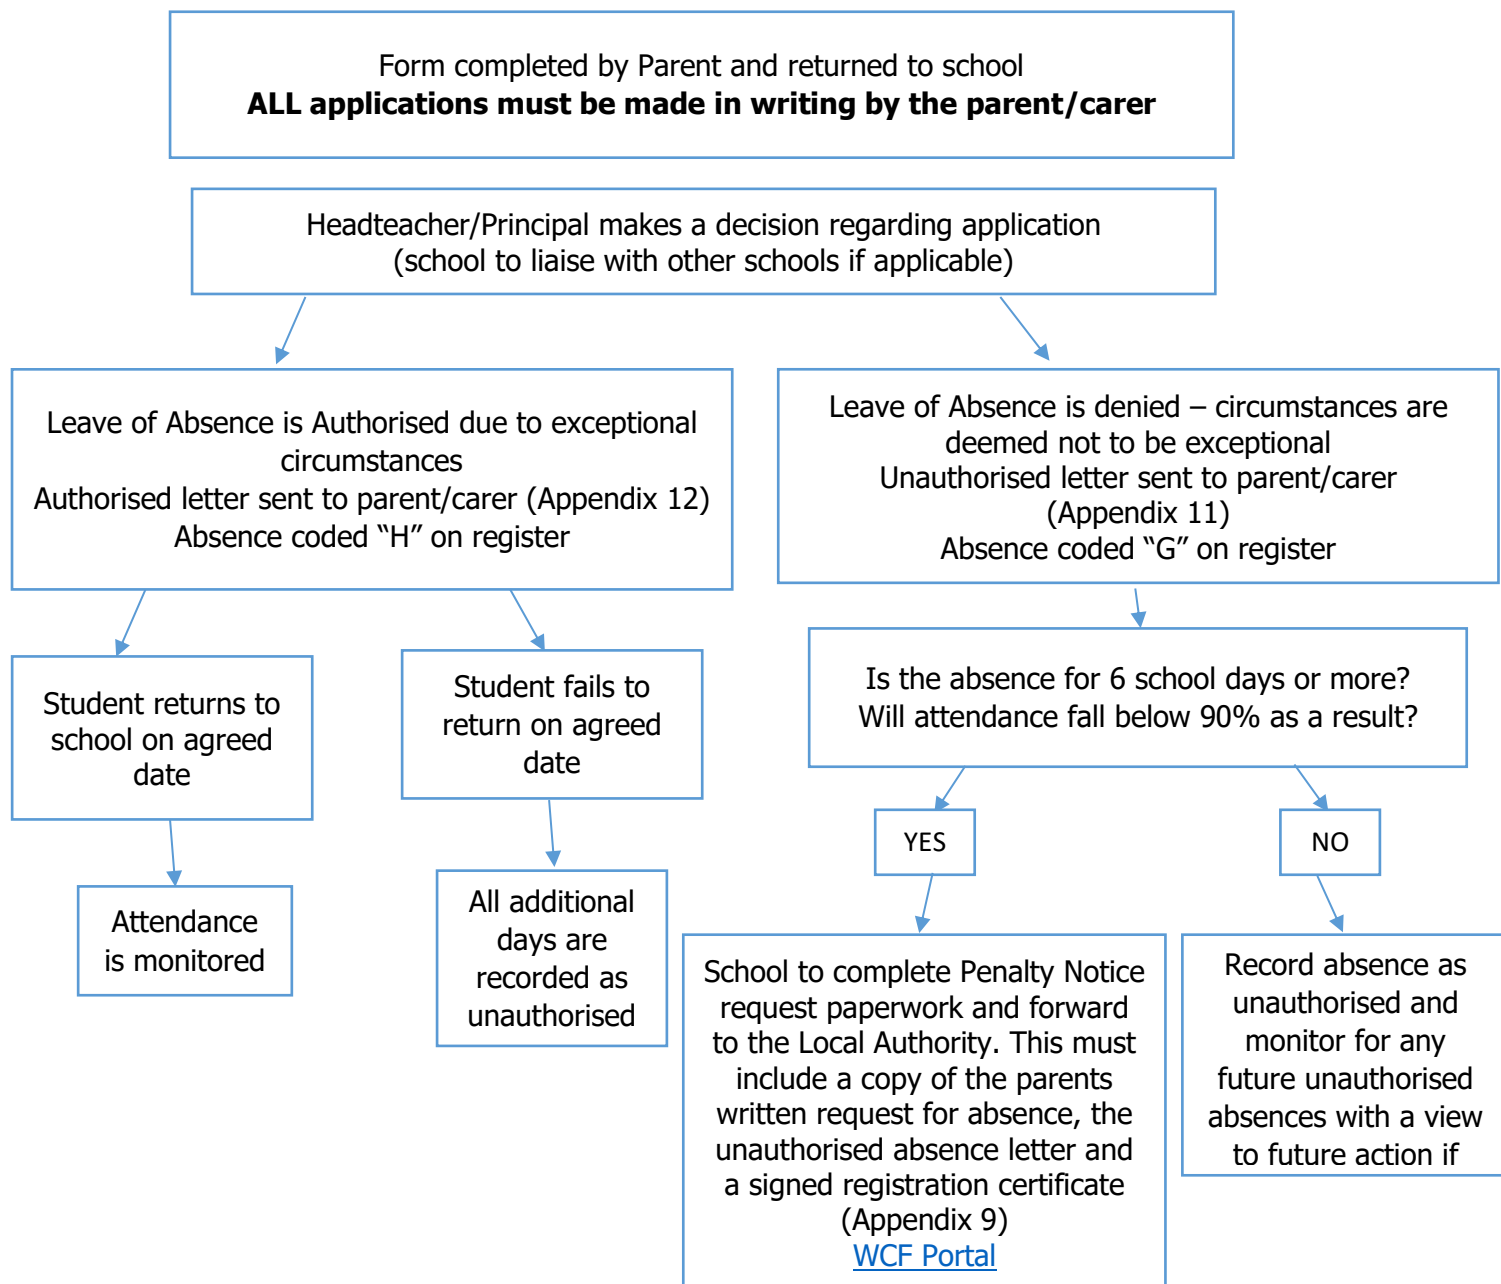 Form completed by Parent and returned to school
ALL applications must be made in writing by the parent/carer
Headteacher/Principal makes a decision regarding application
(school to liaise with other schools if applicable)
Leave of Absence is Authorised due to exceptional
circumstances
Authorised letter sent to parent/carer (Appendix 12)
Absence coded “H” on register
Leave of Absence is denied – circumstances are
deemed not to be exceptional
Unauthorised letter sent to parent/carer
(Appendix 11)
Absence coded “G” on register
Student returns to
school on agreed
date
Student fails to
return on agreed
date
Is the absence for 6 school days or more?
Will attendance fall below 90% as a result?
YES
NO
Attendance
is monitored
All additional
days are
recorded as
unauthorised
School to complete Penalty Notice
request paperwork and forward
to the Local Authority. This must
include a copy of the parents
written request for absence, the
unauthorised absence letter and
a signed registration certificate
(Appendix 9)
WCF Portal
Record absence as
unauthorised and
monitor for any
future unauthorised
absences with a view
to future action if